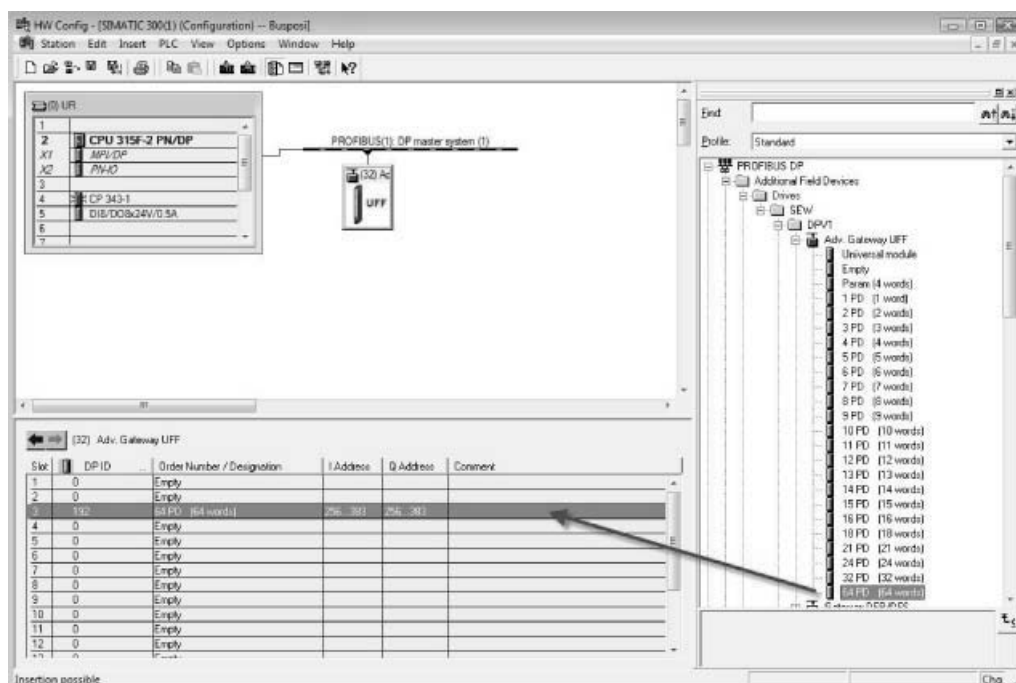 HW Config - [SIMATIC 300(1) (Configuration) -- Busposi]
Station Edit Insert PLC View Options Window Help
(0) UR
1
2 CPU 315F-2 PN/DP
X1 MPI/DP
X2 PN-IO
3
4 CP 343-1
5 DI8/DO8x24V/0.5A
6
7
PROFIBUS(1): DP master system (1)
(32) Ad
UFF
Find:
Profile: Standard
PROFIBUS DP
Additional Field Devices
Drives
SEW
DPV1
Adv. Gateway UFF
Universal module
Empty
Param (4 words)
1 PD (1 word)
2 PD (2 words)
3 PD (3 words)
4 PD (4 words)
5 PD (5 words)
6 PD (6 words)
7 PD (7 words)
8 PD (8 words)
9 PD (9 words)
10 PD (10 words)
11 PD (11 words)
12 PD (12 words)
13 PD (13 words)
14 PD (14 words)
15 PD (15 words)
16 PD (16 words)
18 PD (18 words)
21 PD (21 words)
24 PD (24 words)
32 PD (32 words)
64 PD (64 words)
(32) Adv. Gateway UFF
Slot DP ID ... Order Number / Designation I Address Q Address Comment
1 0 Empty
2 0 Empty
3 192 64 PD (64 words) 256...383 256...383
4 0 Empty
5 0 Empty
6 0 Empty
7 0 Empty
8 0 Empty
9 0 Empty
10 0 Empty
11 0 Empty
12 0 Empty
Insertion possible
Chg